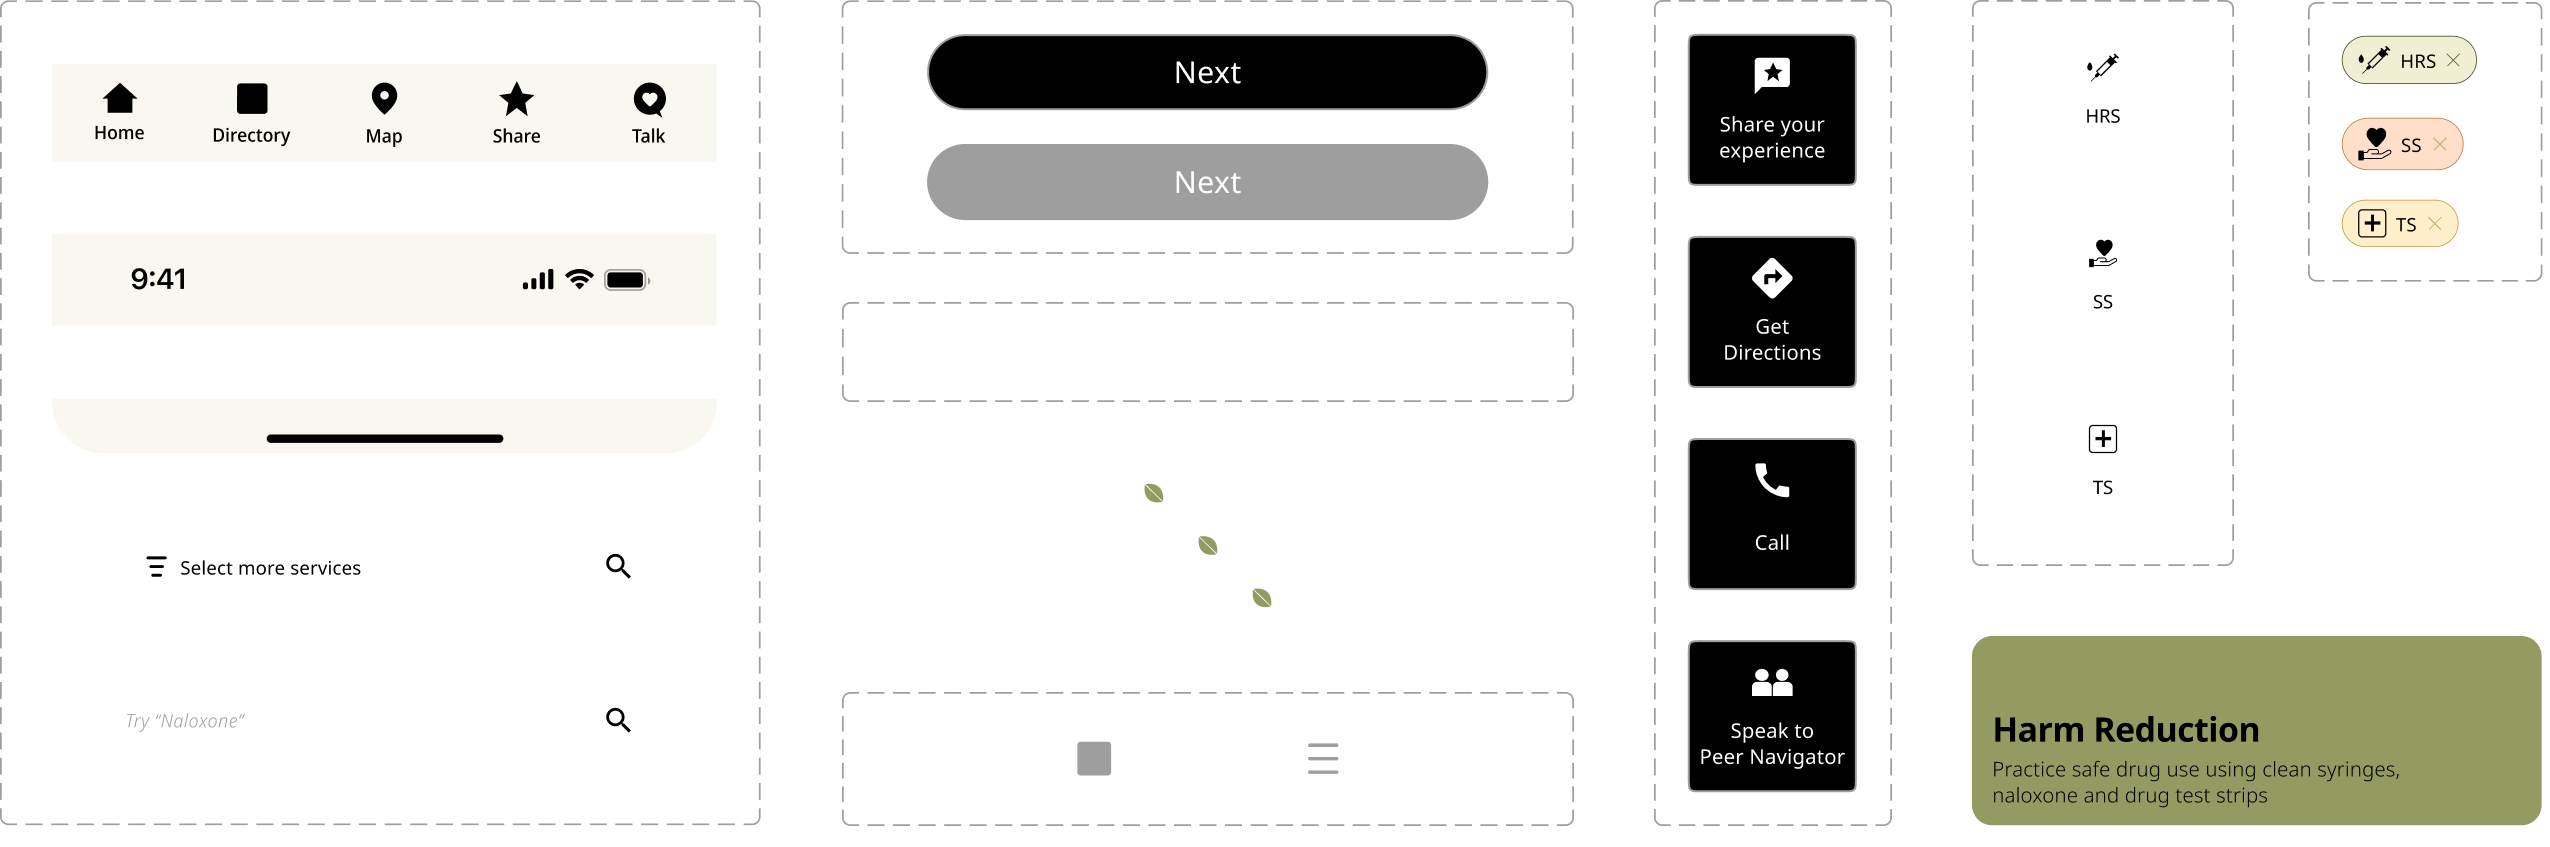 Home
Directory
Map
Share
Talk
9:41
Select more services
Try “Naloxone”
Next
Next
Share your
experience
Get
Directions
Call
Speak to
Peer Navigator
HRS
SS
TS
HRS
SS
TS
Harm Reduction
Practice safe drug use using clean syringes,
naloxone and drug test strips